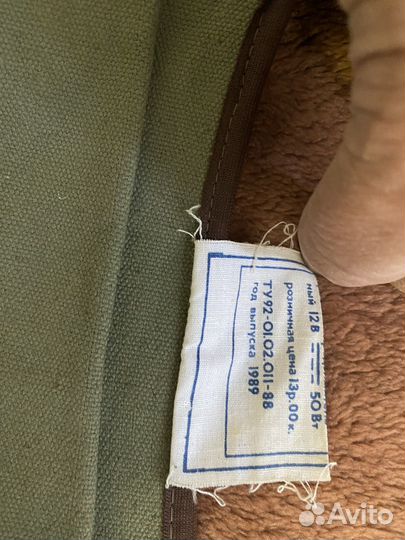 ный 12В 50Вт
розничная цена 13р.00к.
ТУ92-01.02.011-88
год выпуска 1989
Avito